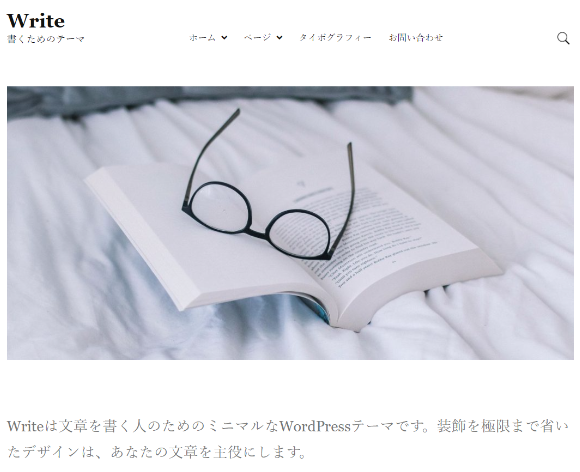 Write
書くためのテーマ
ホーム ページ タイポグラフィー お問い合わせ
Writeは文章を書く人のためのミニマルなWordPressテーマです。装飾を極限まで省い
たデザインは、あなたの文章を主役にします。